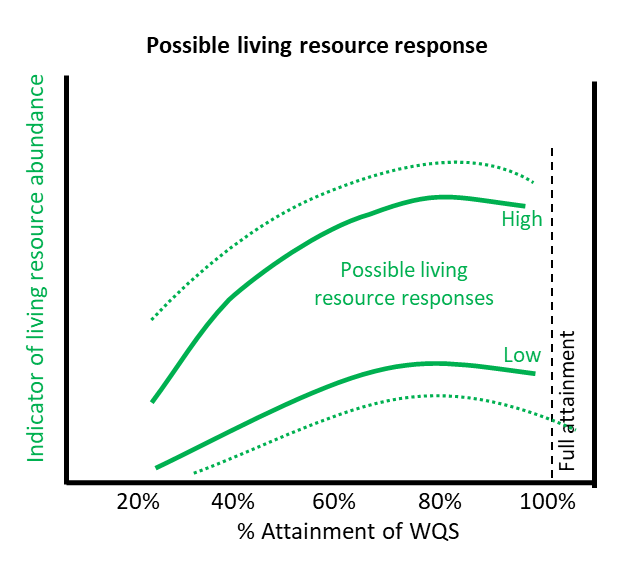 Possible living resource response
Indicator of living resource abundance
High
Possible living
resource responses
Low
Full attainment
20% 40% 60% 80% 100%
% Attainment of WQS